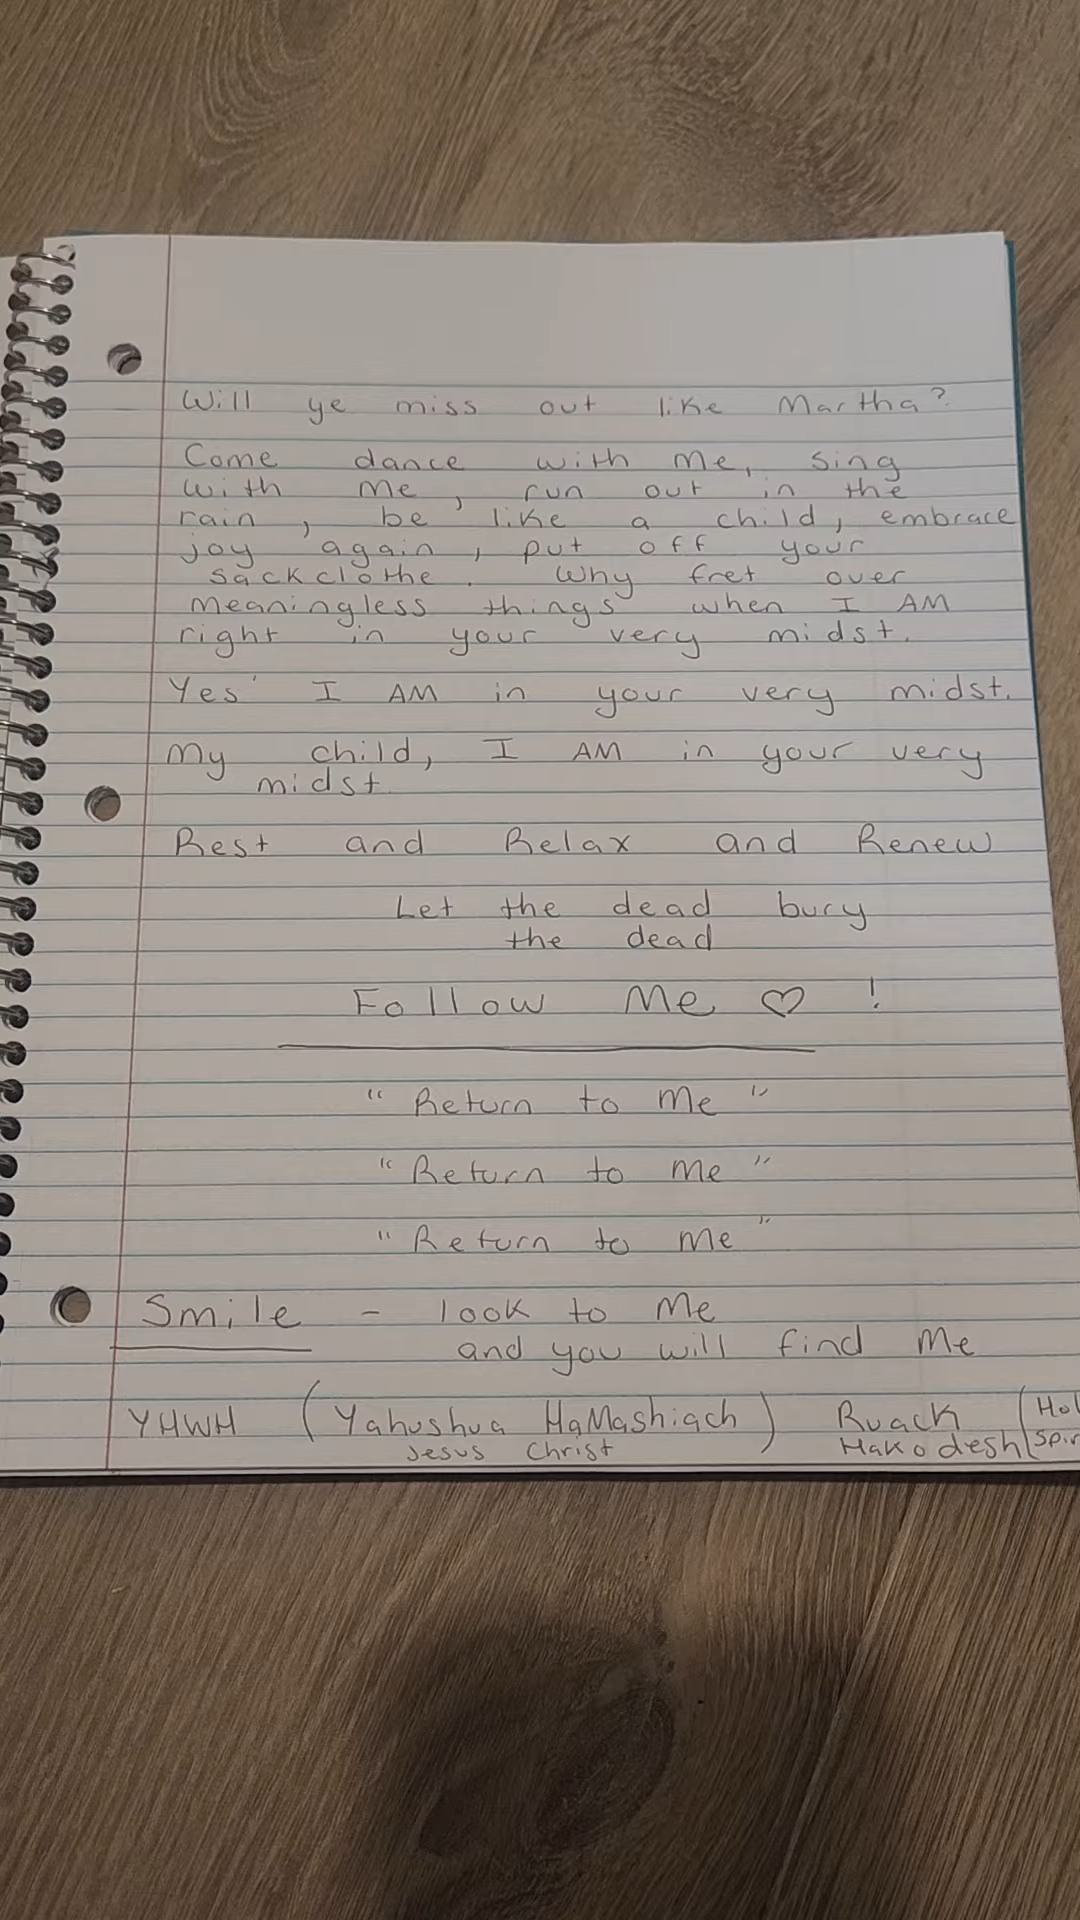 Will ye miss out like Martha?
Come dance with Me, sing
with Me, run out in the
rain, be like a child, embrace
joy again, put off your
sackclothe. Why fret over
meaningless things when I AM
right in your very midst.
Yes I AM in your very midst.
My child, I AM in your very
midst.
Rest and Relax and Renew
Let the dead bury
the dead
Follow Me ♡ !
"Return to Me"
"Return to Me"
"Return to Me"
Smile - look to Me
and you will find Me
YHWH (Yahushua HaMashiach) Ruack (Hol
Jesus Christ Hakodesh Spir